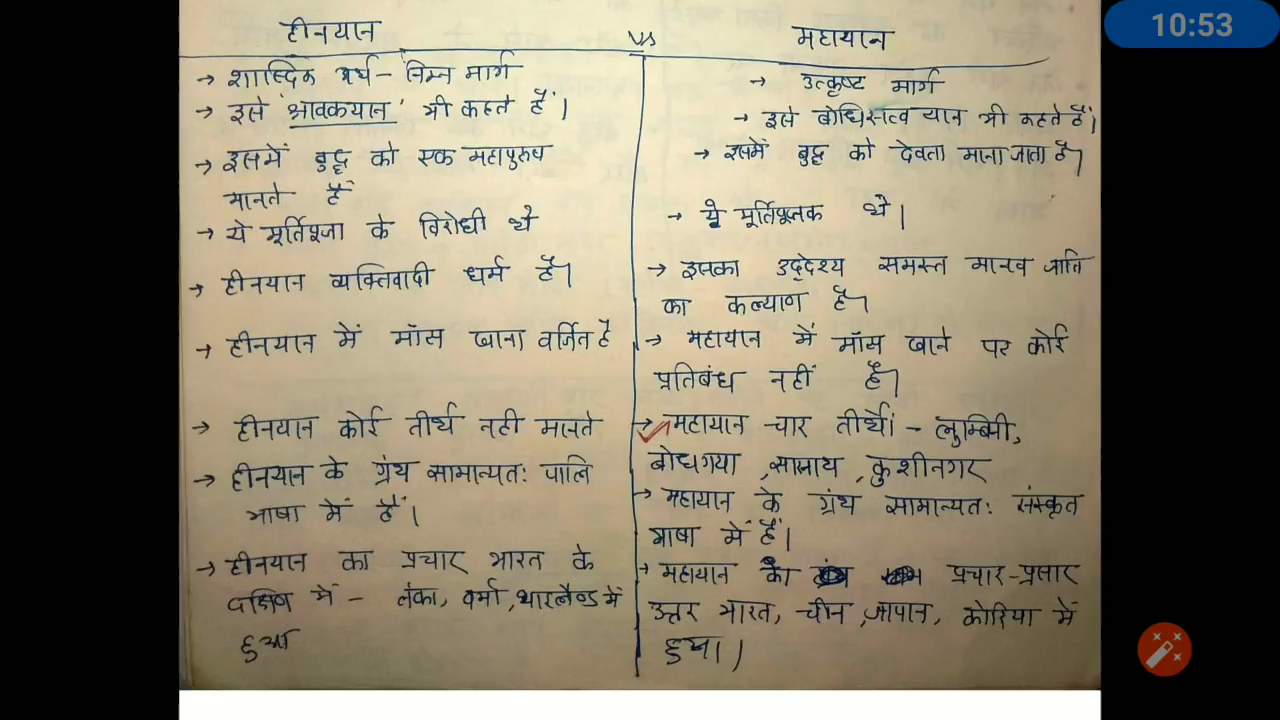 10:53
हीनयान vs महायान
→ शाब्दिक अर्थ - निम्न मार्ग
→ इसे 'श्रावकयान' भी कहते हैं।
→ इसमें बुद्ध को एक महापुरुष
मानते हैं
→ ये मूर्तिपूजा के विरोधी थे
→ हीनयान व्यक्तिवादी धर्म है।
→ हीनयान में माँस खाना वर्जित है
→ हीनयान कोई तीर्थ नही मानते
→ हीनयान के ग्रंथ सामान्यतः पालि
भाषा में हैं।
→ हीनयान का प्रचार भारत के
दक्षिण में - लंका, वर्मा, थाइलैण्ड में
हुआ
→ उत्कृष्ट मार्ग
→ इसे बोधिसत्व यान भी कहते हैं।
→ इसमें बुद्ध को देवता माना जाता है।
→ ये मूर्तिपूजक थे।
→ इसका उद्देश्य समस्त मानव जाति
का कल्याण है।
→ महायान में माँस खाने पर कोई
प्रतिबंध नहीं है।
→ महायान चार तीर्थों - लुम्बिनी,
बोधगया, सारनाथ, कुशीनगर
→ महायान के ग्रंथ सामान्यतः संस्कृत
भाषा में हैं।
→ महायान का प्रचार-प्रसार
उत्तर भारत, चीन, जापान, कोरिया में
हुआ।